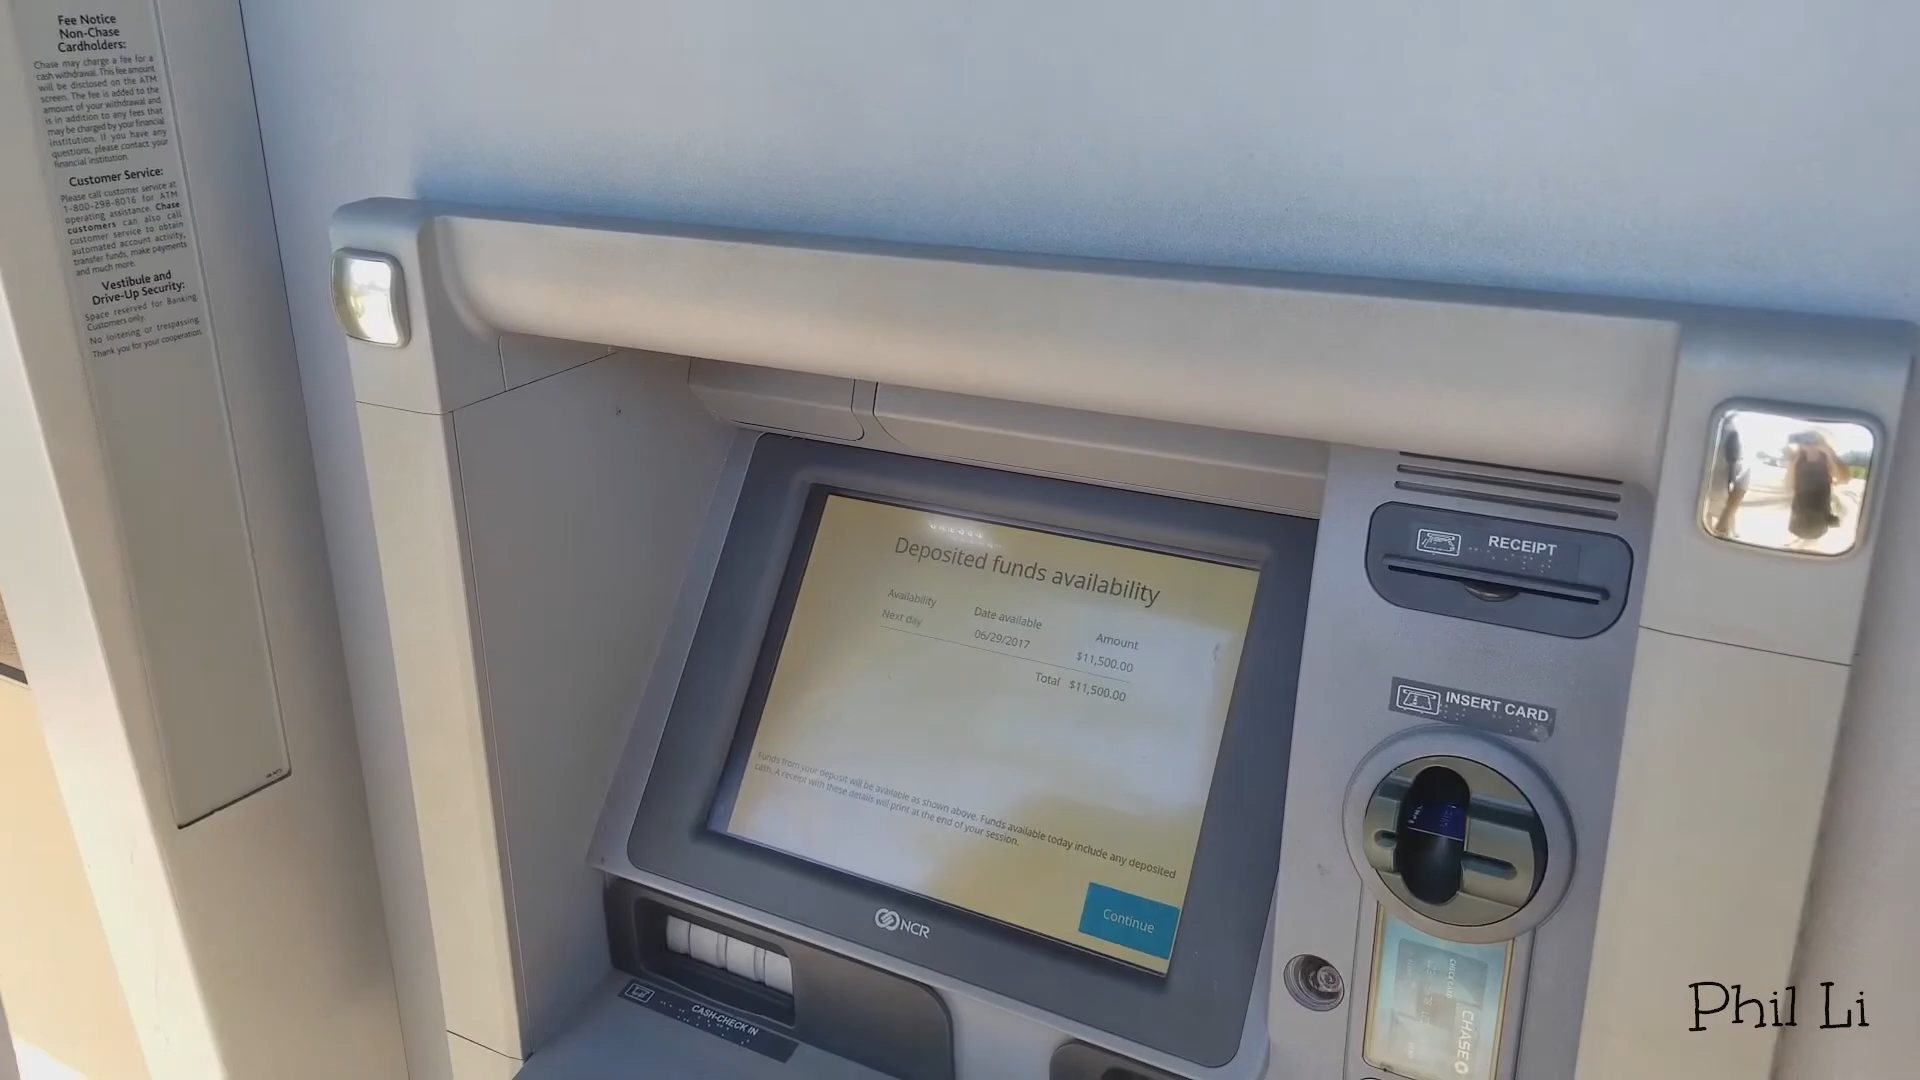 Fee Notice
Non-Chase
Cardholders:
Chase may charge a fee for a
cash withdrawal. This fee amount
will be disclosed on the ATM
screen. The fee is added to the
amount of your withdrawal and
is in addition to any fees that
may be charged by your financial
institution. If you have any
questions, please contact your
financial institution.
Customer Service:
Please call customer service at
1-800-298-8016 for ATM
operating assistance. Chase
customers can also call
customer service to obtain
automated account activity,
transfer funds, make payments
and much more.
Vestibule and
Drive-Up Security:
Space reserved for Banking
Customers only.
No loitering or trespassing.
Thank you for your cooperation.
Deposited funds availability
Availability Date available Amount
Next day 06/29/2017 $11,500.00
Total $11,500.00
Funds from your deposit will be available as shown above. Funds available today include any deposited
cash. A receipt with these details will print at the end of your session.
Continue
NCR
CASH-CHECK IN
RECEIPT
INSERT CARD
CHASE
Phil Li